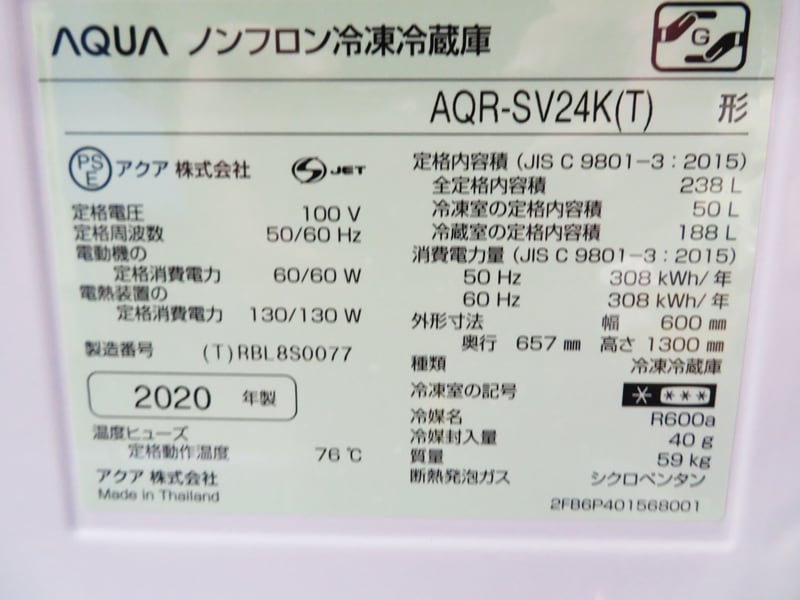 AQUA ノンフロン冷凍冷蔵庫
G
AQR-SV24K(T) 形
PSE アクア 株式会社 S JET
定格電圧 100 V
定格周波数 50/60 Hz
電動機の
定格消費電力 60/60 W
電熱装置の
定格消費電力 130/130 W
製造番号 (T)RBL8S0077
2020 年製
温度ヒューズ
定格動作温度 76 ℃
アクア 株式会社
Made in Thailand
定格内容積 (JIS C 9801-3:2015)
全定格内容積 238 L
冷凍室の定格内容積 50 L
冷蔵室の定格内容積 188 L
消費電力量 (JIS C 9801-3:2015)
50 Hz 308 kWh/年
60 Hz 308 kWh/年
外形寸法 幅 600 mm
奥行 657 mm 高さ 1300 mm
種類 冷凍冷蔵庫
冷凍室の記号 * ***
冷媒名 R600a
冷媒封入量 40 g
質量 59 kg
断熱発泡ガス シクロペンタン
2FB6P401568001